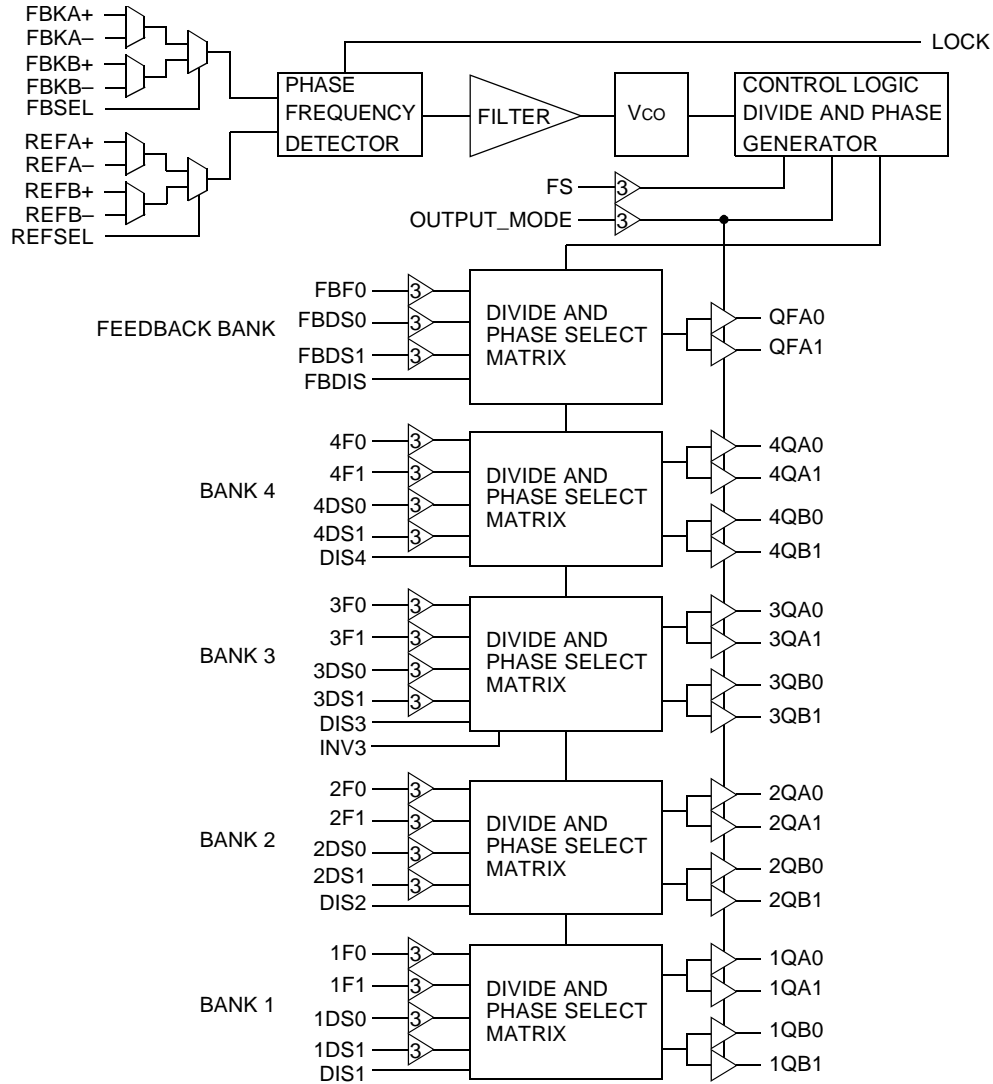 FBKA+
FBKA–
FBKB+
FBKB–
FBSEL
REFA+
REFA–
REFB+
REFB–
REFSEL
LOCK
PHASE
FREQUENCY
DETECTOR
FILTER
VCO
CONTROL LOGIC
DIVIDE AND PHASE
GENERATOR
FS
3
OUTPUT_MODE
3
FEEDBACK BANK
FBF0
3
FBDS0
3
FBDS1
3
FBDIS
DIVIDE AND
PHASE SELECT
MATRIX
QFA0
QFA1
BANK 4
4F0
3
4F1
3
4DS0
3
4DS1
3
DIS4
DIVIDE AND
PHASE SELECT
MATRIX
4QA0
4QA1
4QB0
4QB1
BANK 3
3F0
3
3F1
3
3DS0
3
3DS1
3
DIS3
INV3
DIVIDE AND
PHASE SELECT
MATRIX
3QA0
3QA1
3QB0
3QB1
BANK 2
2F0
3
2F1
3
2DS0
3
2DS1
3
DIS2
DIVIDE AND
PHASE SELECT
MATRIX
2QA0
2QA1
2QB0
2QB1
BANK 1
1F0
3
1F1
3
1DS0
3
1DS1
3
DIS1
DIVIDE AND
PHASE SELECT
MATRIX
1QA0
1QA1
1QB0
1QB1